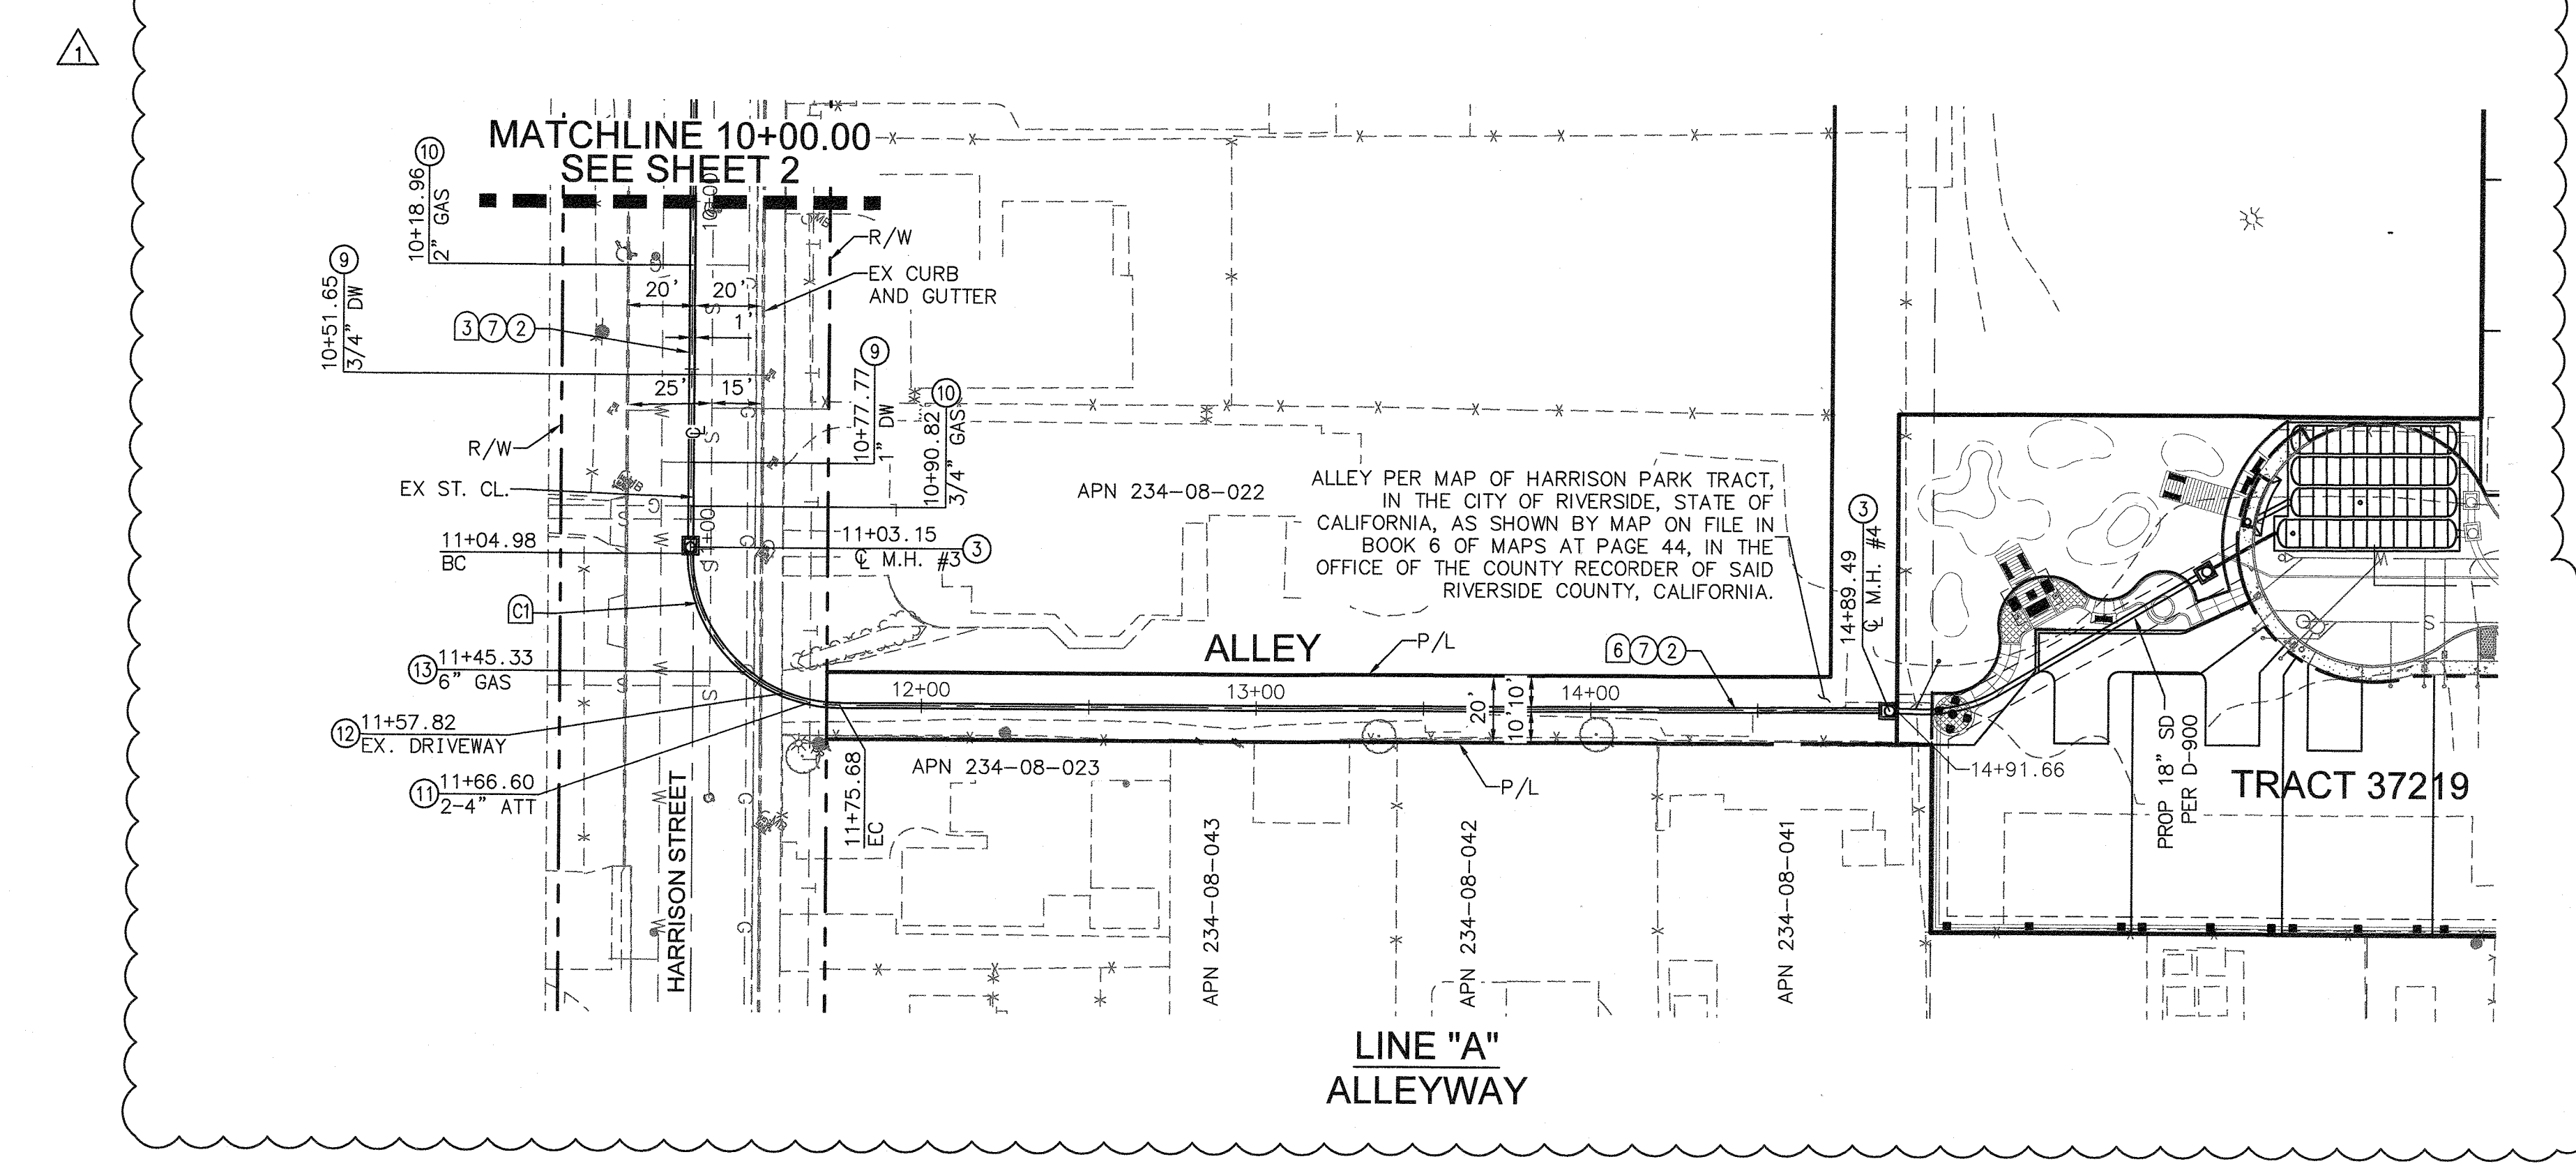 1
MATCHLINE 10+00.00
SEE SHEET 2
10
10+18.96
2" GAS
9
10+51.65
3/4" DW
R/W
EX CURB
AND GUTTER
20' 20'
1'
3 7 2
25' 15'
9
10+77.77
1" DW
10
10+90.82
3/4" GAS
R/W
EX ST. CL.
11+04.98
BC
11+03.15
CL M.H. #3
3
C1
13
11+45.33
6" GAS
12
11+57.82
EX. DRIVEWAY
11
11+66.60
2-4" ATT
HARRISON STREET
11+75.68
EC
APN 234-08-022
ALLEY PER MAP OF HARRISON PARK TRACT,
IN THE CITY OF RIVERSIDE, STATE OF
CALIFORNIA, AS SHOWN BY MAP ON FILE IN
BOOK 6 OF MAPS AT PAGE 44, IN THE
OFFICE OF THE COUNTY RECORDER OF SAID
RIVERSIDE COUNTY, CALIFORNIA.
3
14+89.49
CL M.H. #4
ALLEY
P/L
6 7 2
12+00
13+00
14+00
20'
10' 10'
14+91.66
P/L
APN 234-08-023
APN 234-08-043
APN 234-08-042
APN 234-08-041
PROP 18" SD
PER D-900
TRACT 37219
LINE "A"
ALLEYWAY